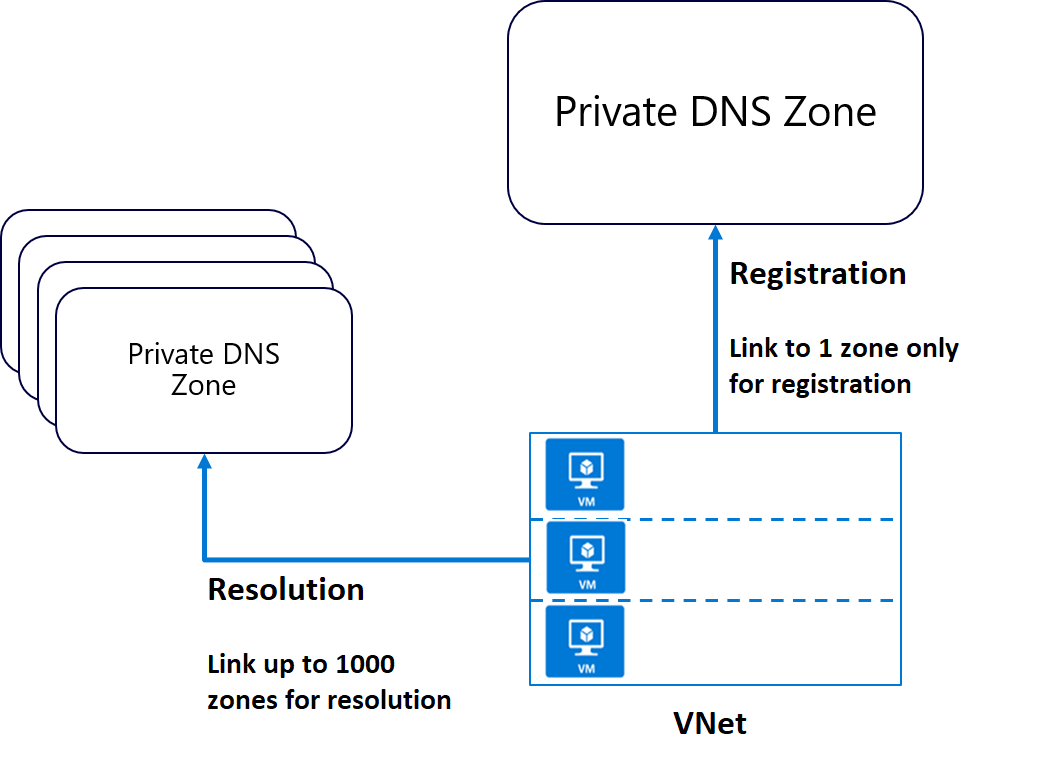 Private DNS Zone
Registration
Link to 1 zone only
for registration
Private DNS
Zone
VM
VM
VM
Resolution
Link up to 1000
zones for resolution
VNet